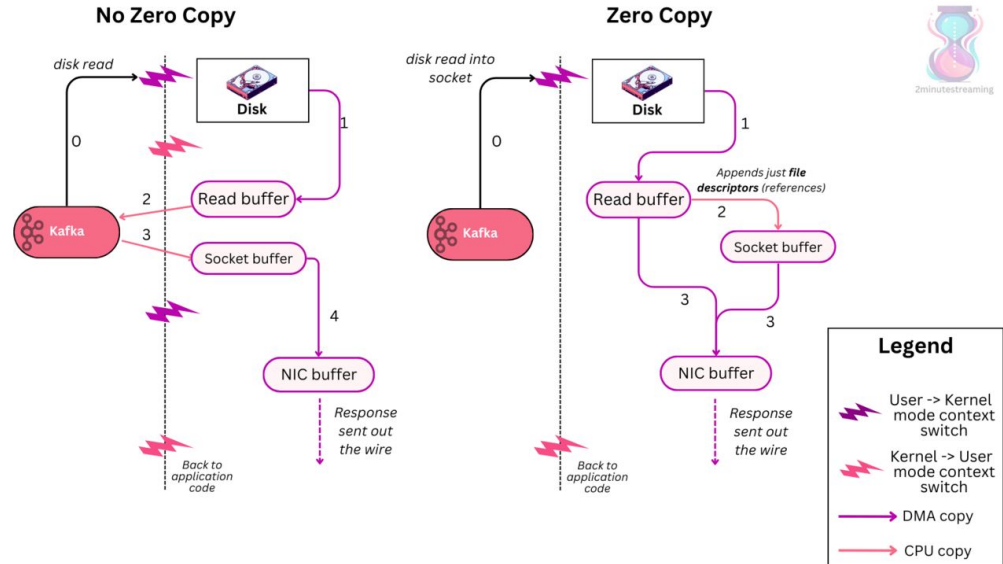 No Zero Copy
disk read
0
Disk
1
Read buffer
2
Kafka
3
Socket buffer
4
NIC buffer
Response
sent out
the wire
Back to
application
code
Zero Copy
disk read into
socket
0
Disk
1
Appends just file
descriptors (references)
Read buffer
2
Kafka
Socket buffer
3
3
NIC buffer
Response
sent out
the wire
Back to
application
code
2minutestreaming
Legend
User -> Kernel
mode context
switch
Kernel -> User
mode context
switch
DMA copy
CPU copy